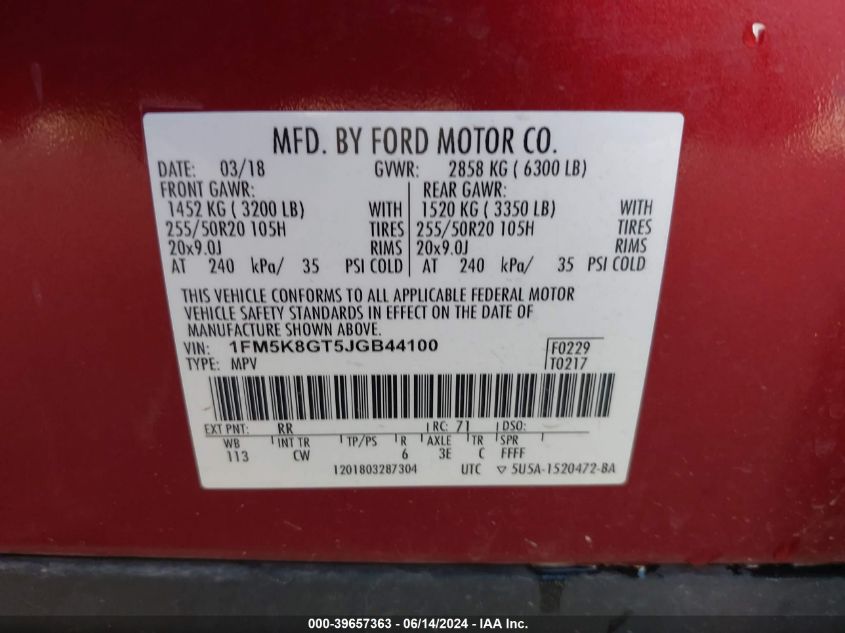 MFD. BY FORD MOTOR CO.
DATE: 03/18 GVWR: 2858 KG ( 6300 LB)
FRONT GAWR: REAR GAWR:
1452 KG ( 3200 LB) WITH 1520 KG ( 3350 LB) WITH
255/50R20 105H TIRES 255/50R20 105H TIRES
20x9.0J RIMS 20x9.0J RIMS
AT 240 kPa/ 35 PSI COLD AT 240 kPa/ 35 PSI COLD
THIS VEHICLE CONFORMS TO ALL APPLICABLE FEDERAL MOTOR
VEHICLE SAFETY STANDARDS IN EFFECT ON THE DATE OF
MANUFACTURE SHOWN ABOVE.
VIN: 1FM5K8GT5JGB44100 F0229
TYPE: MPV T0217
EXT PNT: RR RC: 71 DSO:
WB INT TR TP/PS R AXLE TR SPR
113 CW 6 3E C FFFF
1201803287304 UTC ▽ 5U5A-1520472-BA
000-39657363 - 06/14/2024 - IAA Inc.